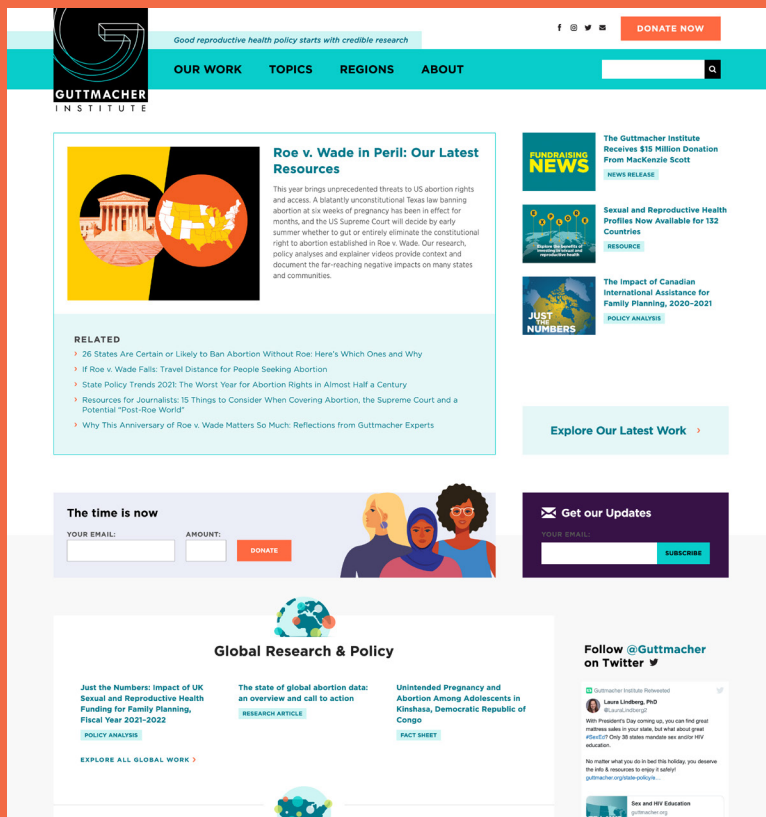 Good reproductive health policy starts with credible research
DONATE NOW
GUTTMACHER
INSTITUTE
OUR WORK
TOPICS
REGIONS
ABOUT
Roe v. Wade in Peril: Our Latest
Resources
This year brings unprecedented threats to US abortion rights
and access. A blatantly unconstitutional Texas law banning
abortion at six weeks of pregnancy has been in effect for
months, and the US Supreme Court will decide by early
summer whether to gut or entirely eliminate the constitutional
right to abortion established in Roe v. Wade. Our research,
policy analyses and explainer videos provide context and
document the far-reaching negative impacts on many states
and communities.
RELATED
26 States Are Certain or Likely to Ban Abortion Without Roe: Here's Which Ones and Why
If Roe v. Wade Falls: Travel Distance for People Seeking Abortion
State Policy Trends 2021: The Worst Year for Abortion Rights in Almost Half a Century
Resources for Journalists: 15 Things to Consider When Covering Abortion, the Supreme Court and a
Potential "Post-Roe World"
Why This Anniversary of Roe v. Wade Matters So Much: Reflections from Guttmacher Experts
FUNDRAISING
NEWS
The Guttmacher Institute
Receives $15 Million Donation
From MacKenzie Scott
NEWS RELEASE
EXPLORE
Explore the benefits of
investing in sexual and
reproductive health
Sexual and Reproductive Health
Profiles Now Available for 132
Countries
RESOURCE
JUST
THE
NUMBERS
The Impact of Canadian
International Assistance for
Family Planning, 2020–2021
POLICY ANALYSIS
Explore Our Latest Work
The time is now
YOUR EMAIL:
AMOUNT:
DONATE
Get our Updates
YOUR EMAIL:
SUBSCRIBE
Global Research & Policy
Just the Numbers: Impact of UK
Sexual and Reproductive Health
Funding for Family Planning,
Fiscal Year 2021–2022
POLICY ANALYSIS
The state of global abortion data:
an overview and call to action
RESEARCH ARTICLE
Unintended Pregnancy and
Abortion Among Adolescents in
Kinshasa, Democratic Republic of
Congo
FACT SHEET
EXPLORE ALL GLOBAL WORK
Follow @Guttmacher
on Twitter
Guttmacher Institute Retweeted
Laura Lindberg, PhD
@LauraLindberg2
With President's Day coming up, you can find great
mattress sales in your state, but what about great
#SexEd? Only 38 states mandate sex and/or HIV
education.
No matter what you do in bed this holiday, you deserve
the info & resources to enjoy it safely!
guttmacher.org/state-policy/e…
Sex and HIV Education
guttmacher.org